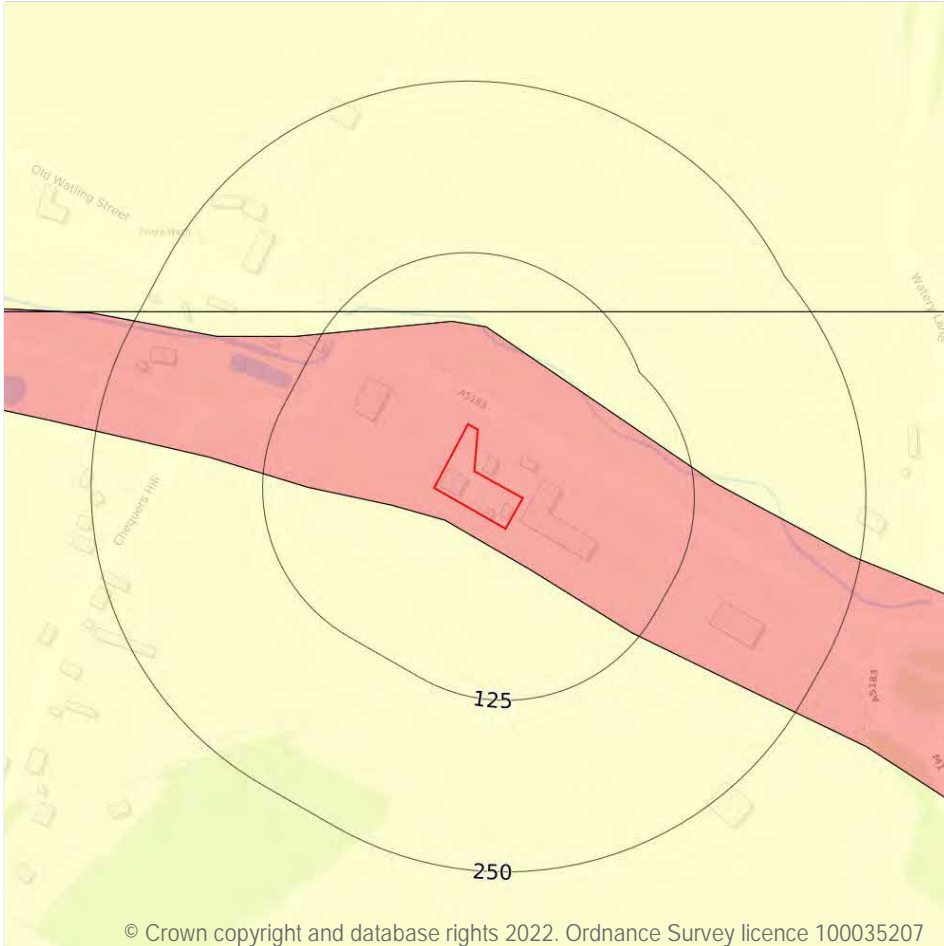 Old Watling Street
Watery Lane
A5183
Chequers Hill
A5183
125
M1
250
© Crown copyright and database rights 2022. Ordnance Survey licence 100035207